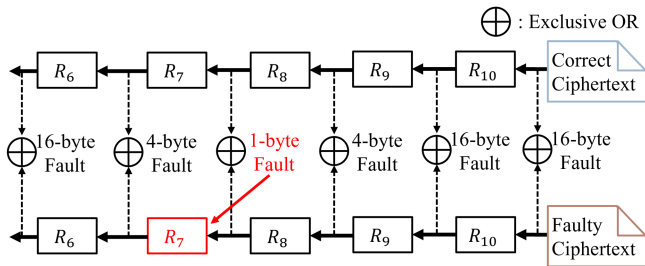 ⊕ : Exclusive OR
R₆ R₇ R₈ R₉ R₁₀ Correct
Ciphertext
16-byte 4-byte 1-byte 4-byte 16-byte 16-byte
Fault Fault Fault Fault Fault Fault
R₆ R₇ R₈ R₉ R₁₀ Faulty
Ciphertext